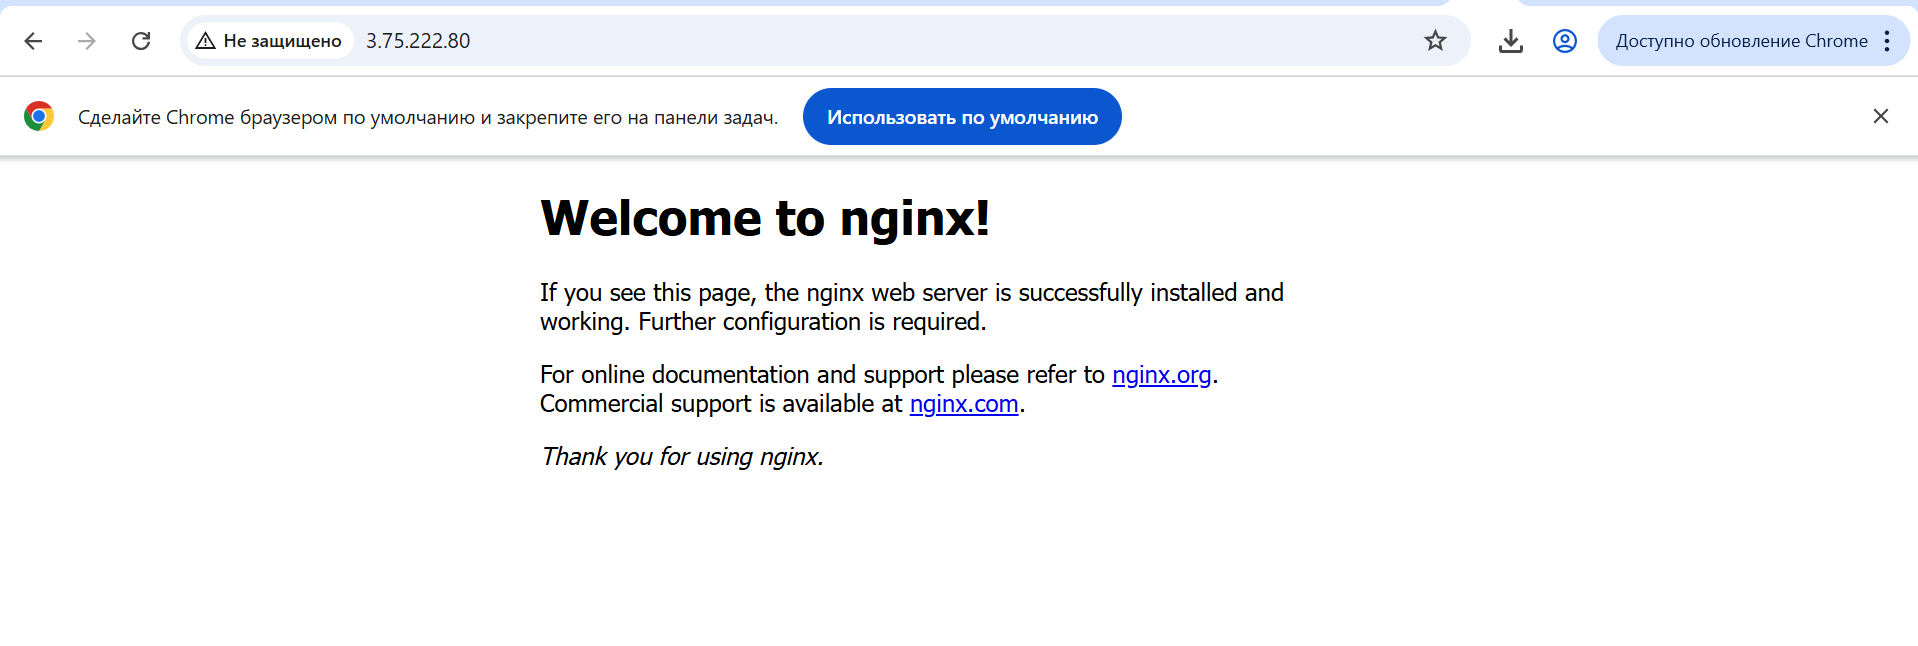 Не защищено
3.75.222.80
Доступно обновление Chrome
Сделайте Chrome браузером по умолчанию и закрепите его на панели задач.
Использовать по умолчанию
Welcome to nginx!
If you see this page, the nginx web server is successfully installed and
working. Further configuration is required.
For online documentation and support please refer to nginx.org.
Commercial support is available at nginx.com.
Thank you for using nginx.